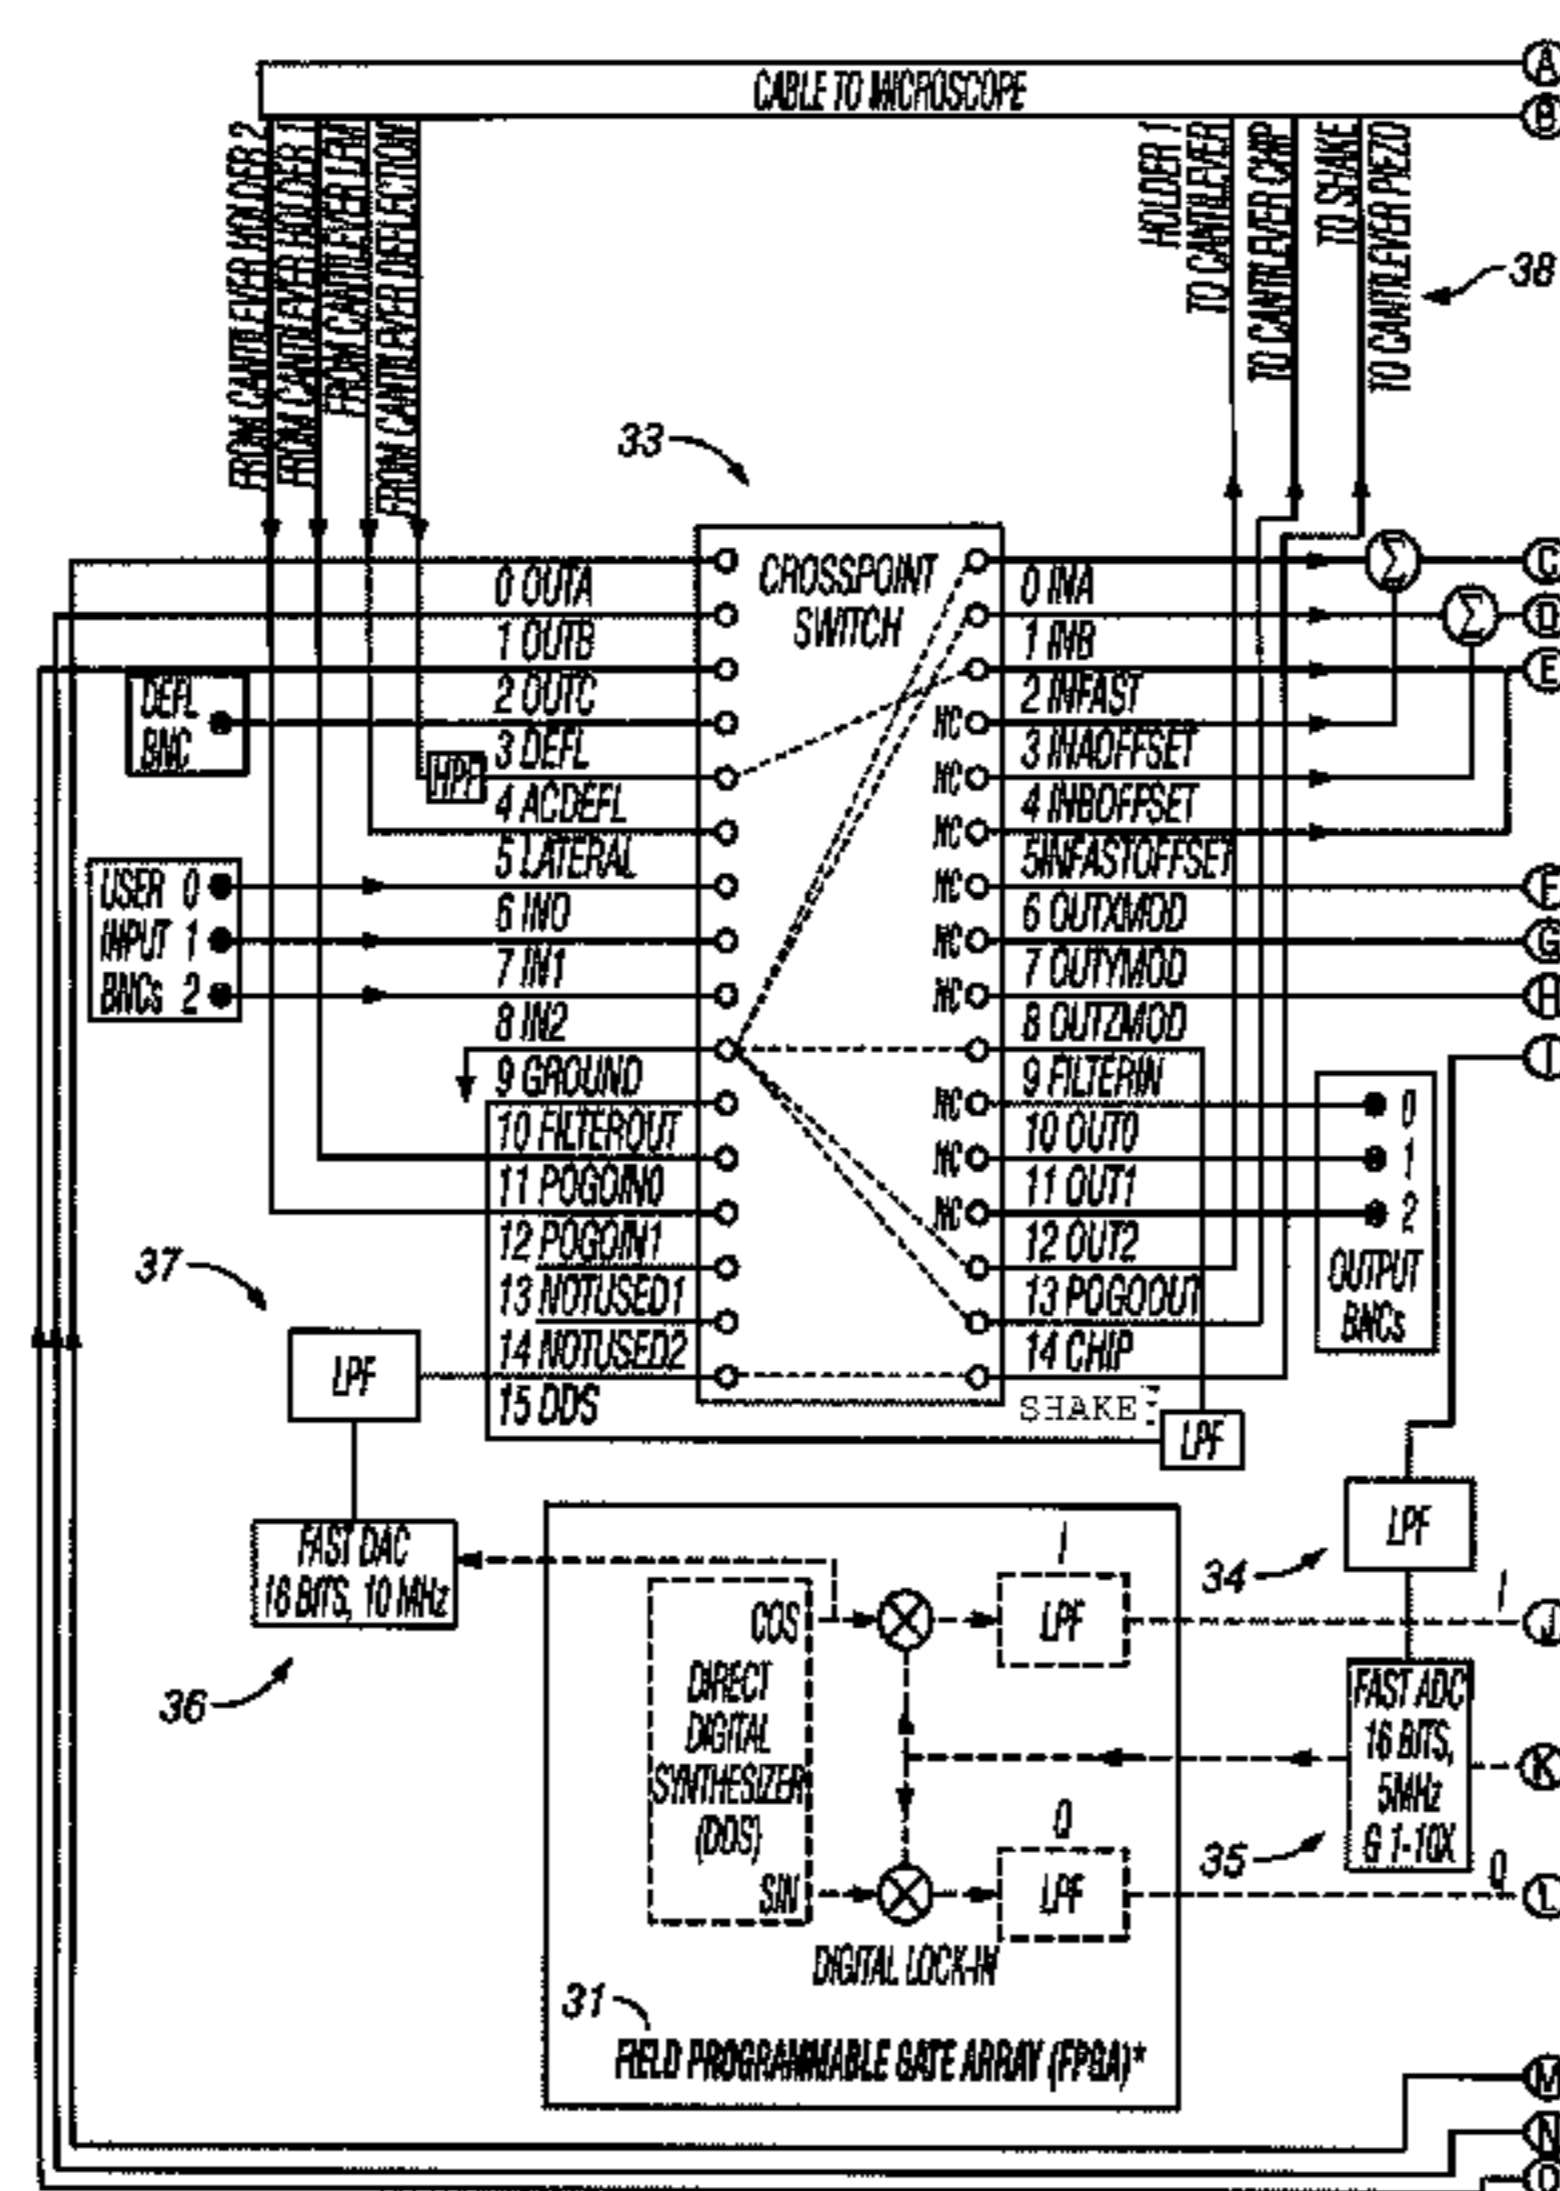 CABLE TO MICROSCOPE
A
B
FROM CANTILEVER HOLDER 2
FROM CANTILEVER HOLDER 1
FROM CANTILEVER LFM
FROM CANTILEVER DEFLECTION
HOLDER 1
TO CANTILEVER
TO CANTILEVER CHIP
TO SHAKE
TO CANTILEVER PIEZO
38
33
CROSSPOINT
SWITCH
0 OUTA
1 OUTB
2 OUTC
3 DEFL
4 ACDEFL
5 LATERAL
6 IN0
7 IN1
8 IN2
9 GROUND
10 FILTEROUT
11 POGOIN0
12 POGOIN1
13 NOTUSED1
14 NOTUSED2
15 DDS
DEFL
BNC
HPF
USER 0
INPUT 1
BNCs 2
0 INA
1 INB
2 INFAST
NC
3 INAOFFSET
NC
4 INBOFFSET
NC
5INFASTOFFSET
NC
6 OUTXMOD
NC
7 OUTYMOD
NC
8 OUTZMOD
9 FILTERIN
NC
10 OUT0
NC
11 OUT1
NC
12 OUT2
13 POGOOUT
14 CHIP
SHAKE
Σ
Σ
C
D
E
F
G
H
I
0
1
2
OUTPUT
BNCs
37
LPF
LPF
FAST DAC
16 BITS, 10 MHz
36
COS
DIRECT
DIGITAL
SYNTHESIZER
(DDS)
SIN
I
LPF
Q
LPF
DIGITAL LOCK-IN
31
FIELD PROGRAMMABLE GATE ARRAY (FPGA)*
34
LPF
I
J
FAST ADC
16 BITS,
5MHz
G 1-10X
35
K
Q
L
M
N
O